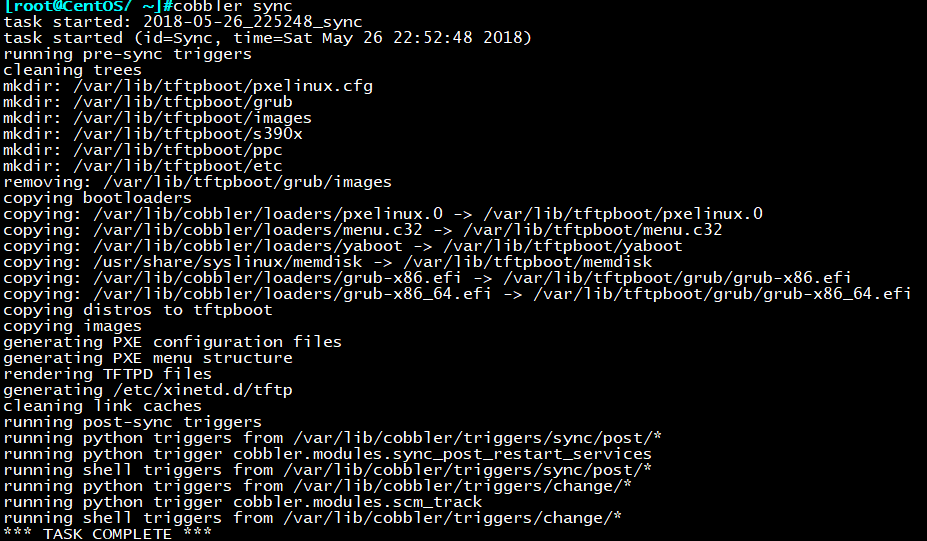 [root@CentOS7 ~]#cobbler sync
task started: 2018-05-26_225248_sync
task started (id=Sync, time=Sat May 26 22:52:48 2018)
running pre-sync triggers
cleaning trees
mkdir: /var/lib/tftpboot/pxelinux.cfg
mkdir: /var/lib/tftpboot/grub
mkdir: /var/lib/tftpboot/images
mkdir: /var/lib/tftpboot/s390x
mkdir: /var/lib/tftpboot/ppc
mkdir: /var/lib/tftpboot/etc
removing: /var/lib/tftpboot/grub/images
copying bootloaders
copying: /var/lib/cobbler/loaders/pxelinux.0 -> /var/lib/tftpboot/pxelinux.0
copying: /var/lib/cobbler/loaders/menu.c32 -> /var/lib/tftpboot/menu.c32
copying: /var/lib/cobbler/loaders/yaboot -> /var/lib/tftpboot/yaboot
copying: /usr/share/syslinux/memdisk -> /var/lib/tftpboot/memdisk
copying: /var/lib/cobbler/loaders/grub-x86.efi -> /var/lib/tftpboot/grub/grub-x86.efi
copying: /var/lib/cobbler/loaders/grub-x86_64.efi -> /var/lib/tftpboot/grub/grub-x86_64.efi
copying distros to tftpboot
copying images
generating PXE configuration files
generating PXE menu structure
rendering TFTPD files
generating /etc/xinetd.d/tftp
cleaning link caches
running post-sync triggers
running python triggers from /var/lib/cobbler/triggers/sync/post/*
running python trigger cobbler.modules.sync_post_restart_services
running shell triggers from /var/lib/cobbler/triggers/sync/post/*
running python triggers from /var/lib/cobbler/triggers/change/*
running python trigger cobbler.modules.scm_track
running shell triggers from /var/lib/cobbler/triggers/change/*
*** TASK COMPLETE ***